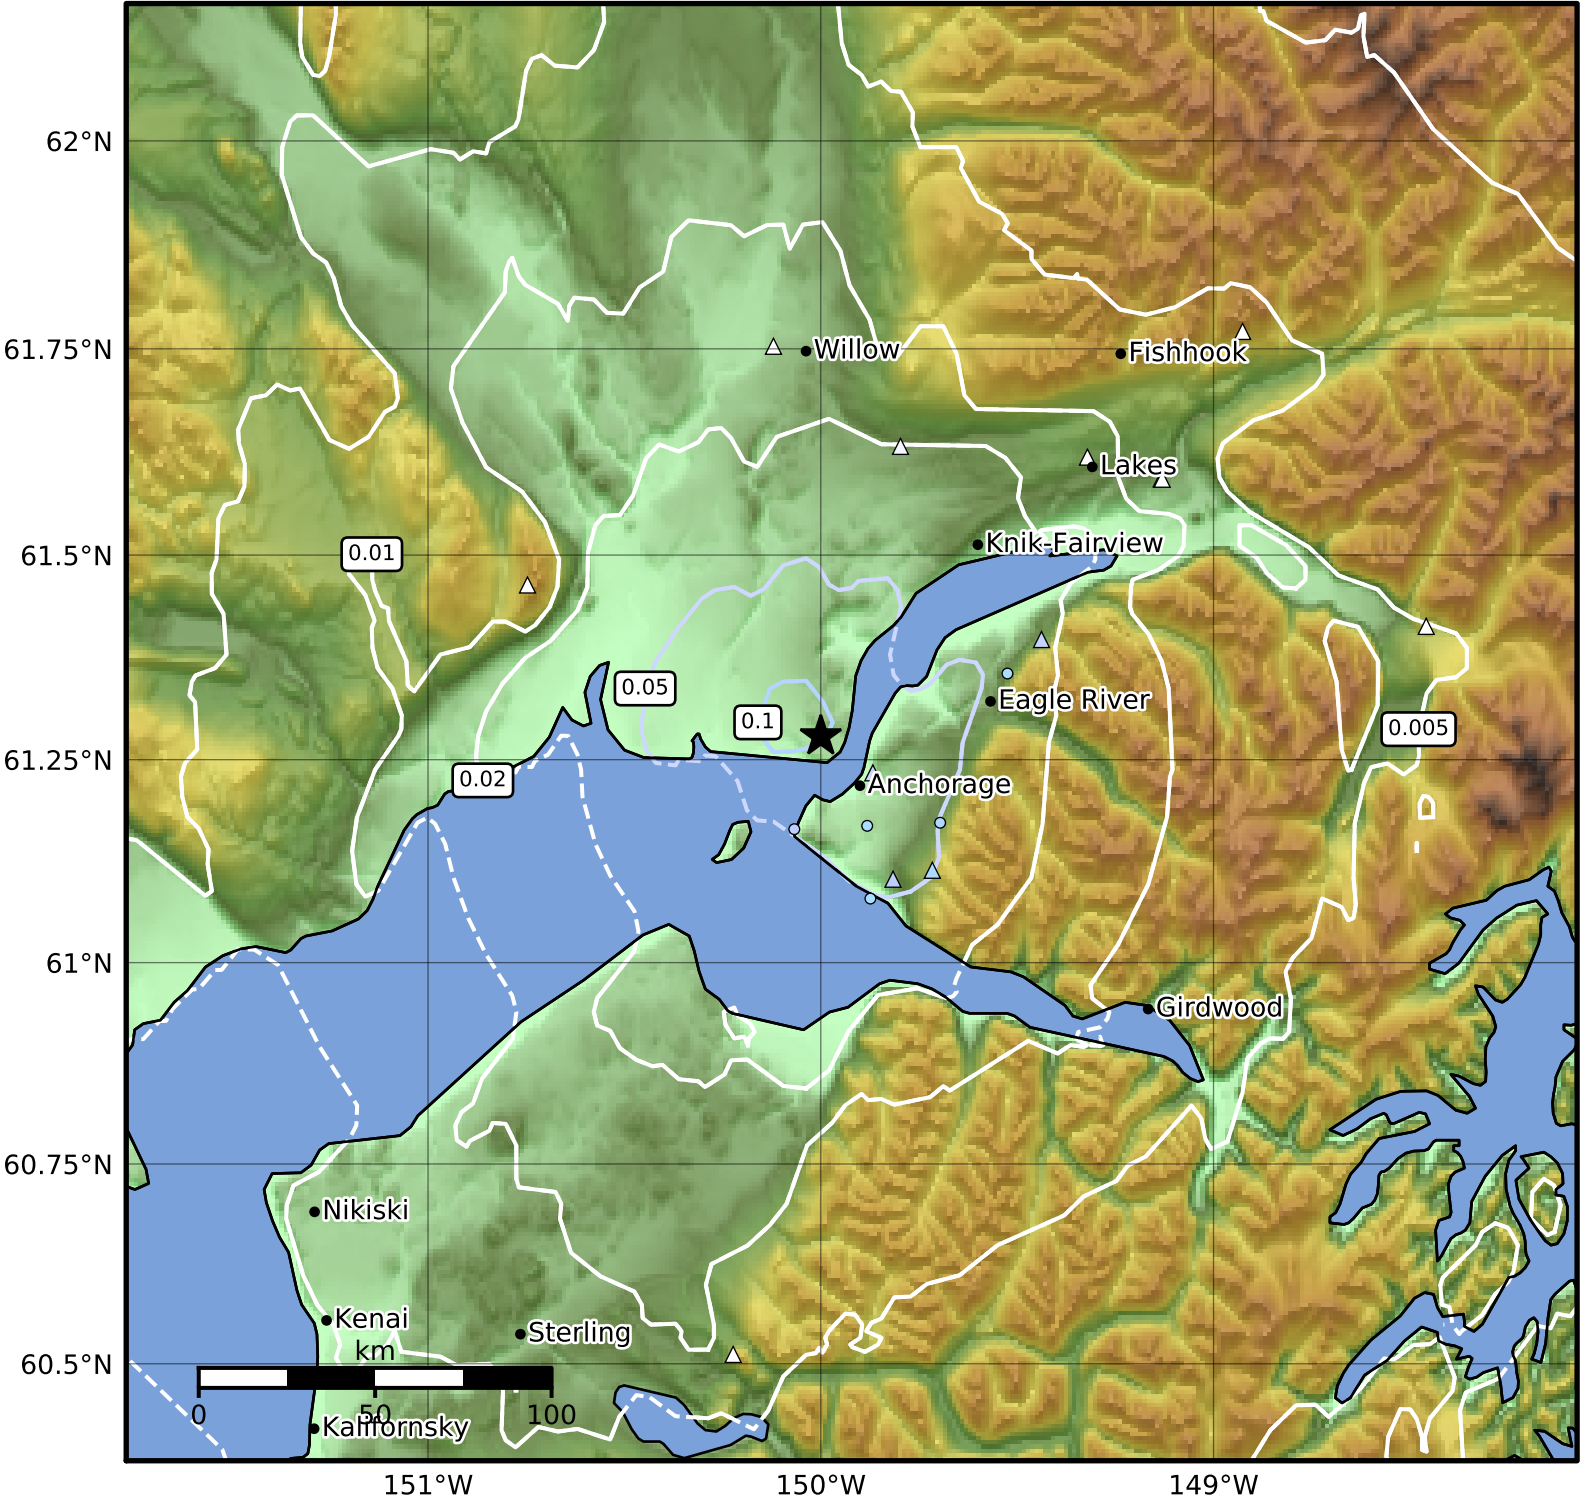 62°N
61.75°N
61.5°N
61.25°N
61°N
60.75°N
60.5°N
Willow
Fishhook
Lakes
Knik-Fairview
0.01
Eagle River
0.05
0.1
0.005
0.02
Anchorage
Girdwood
Nikiski
Kenai
Sterling
km
0
50
100
Kalifornsky
151°W
150°W
149°W